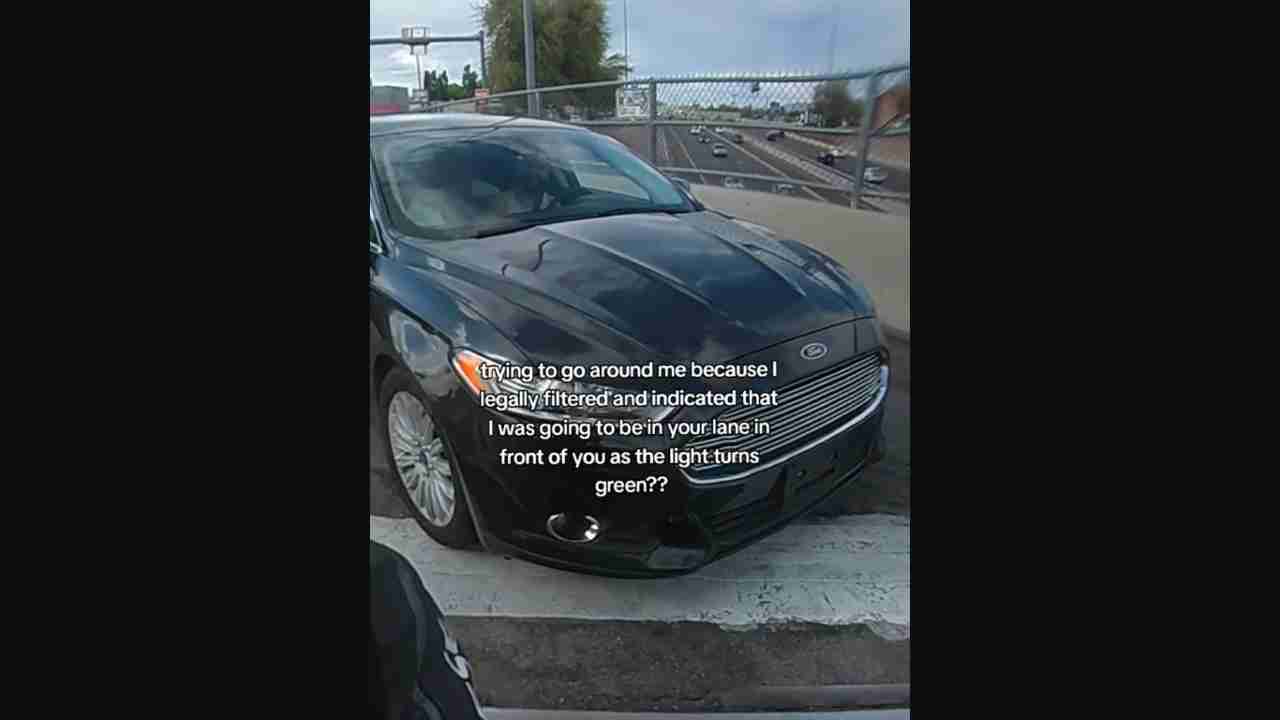 trying to go around me because I
legally filtered and indicated that
I was going to be in your lane in
front of you as the light turns
green??
Ford